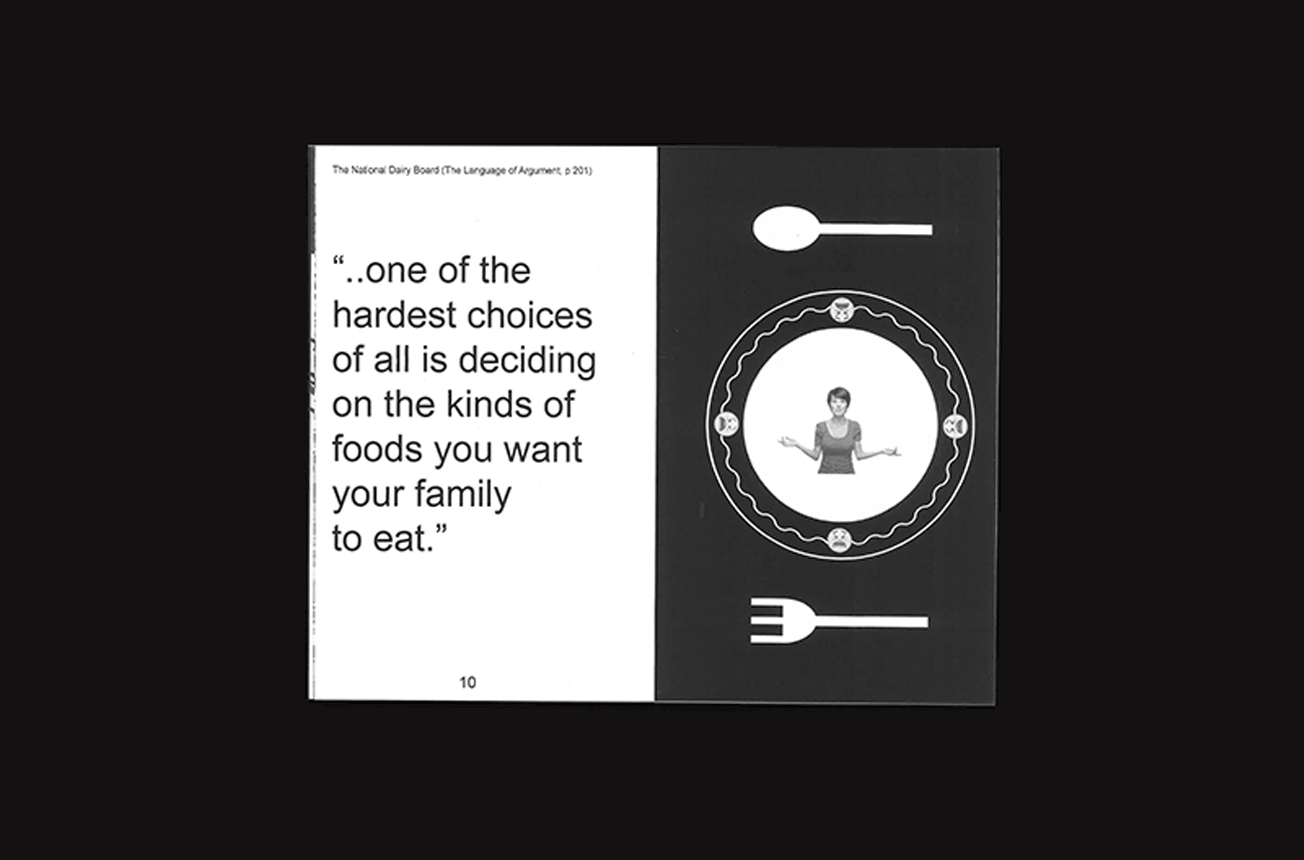 The National Dairy Board (The Language of Argument, p 201)
“..one of the
hardest choices
of all is deciding
on the kinds of
foods you want
your family
to eat.”
10